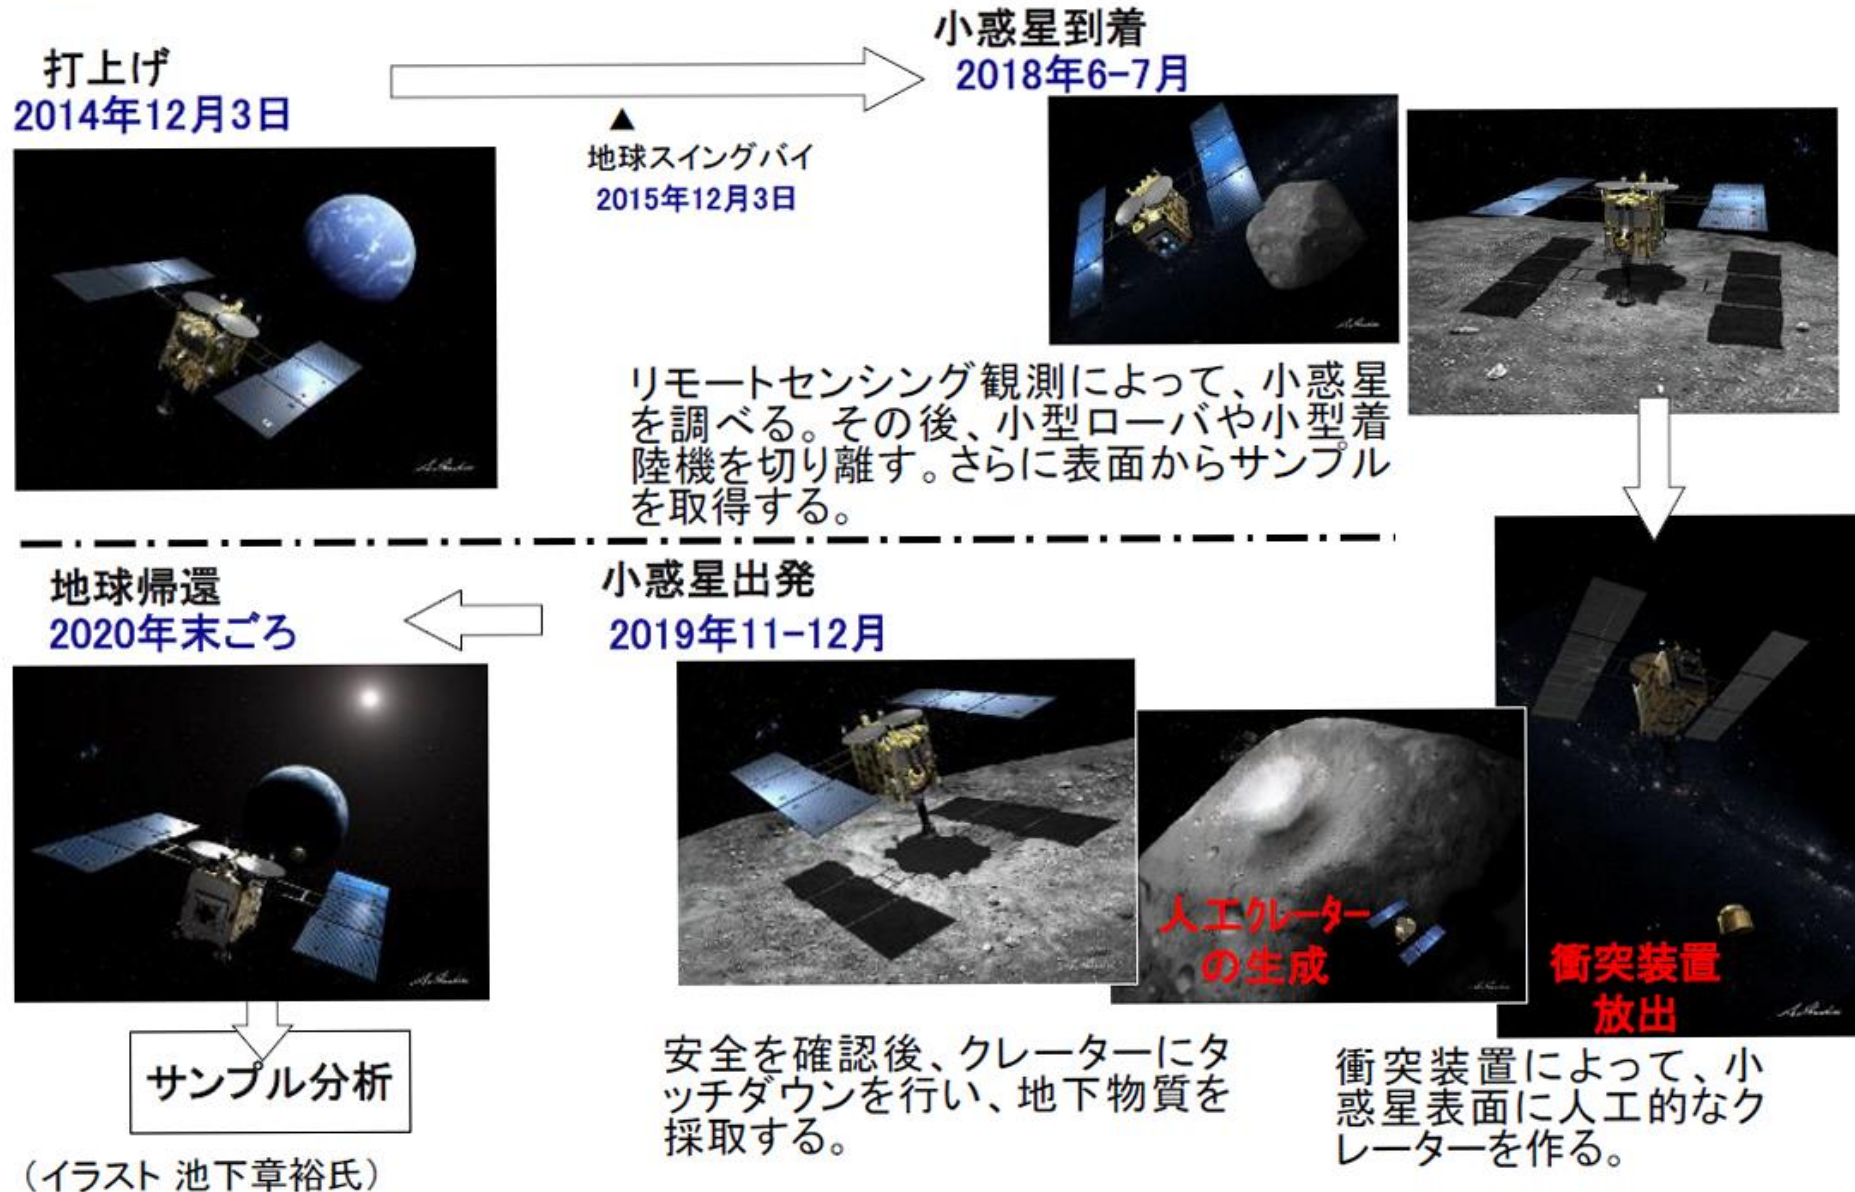 打上げ
2014年12月3日
▲
地球スイングバイ
2015年12月3日
小惑星到着
2018年6-7月
リモートセンシング観測によって、小惑星
を調べる。その後、小型ローバや小型着
陸機を切り離す。さらに表面からサンプル
を取得する。
衝突装置
放出
衝突装置によって、小
惑星表面に人工的なク
レーターを作る。
人工クレーター
の生成
小惑星出発
2019年11-12月
安全を確認後、クレーターにタ
ッチダウンを行い、地下物質を
採取する。
地球帰還
2020年末ごろ
サンプル分析
（イラスト 池下章裕氏）